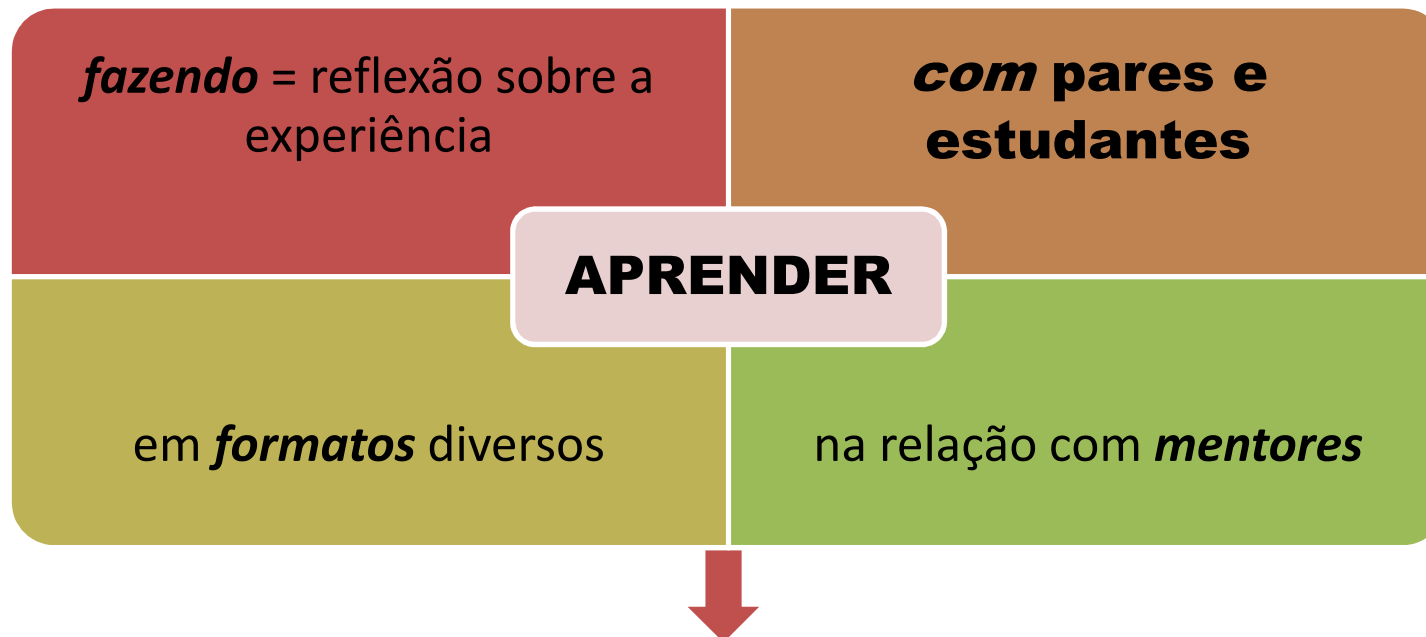 fazendo = reflexão sobre a
experiência
com pares e
estudantes
APRENDER
em formatos diversos
na relação com mentores